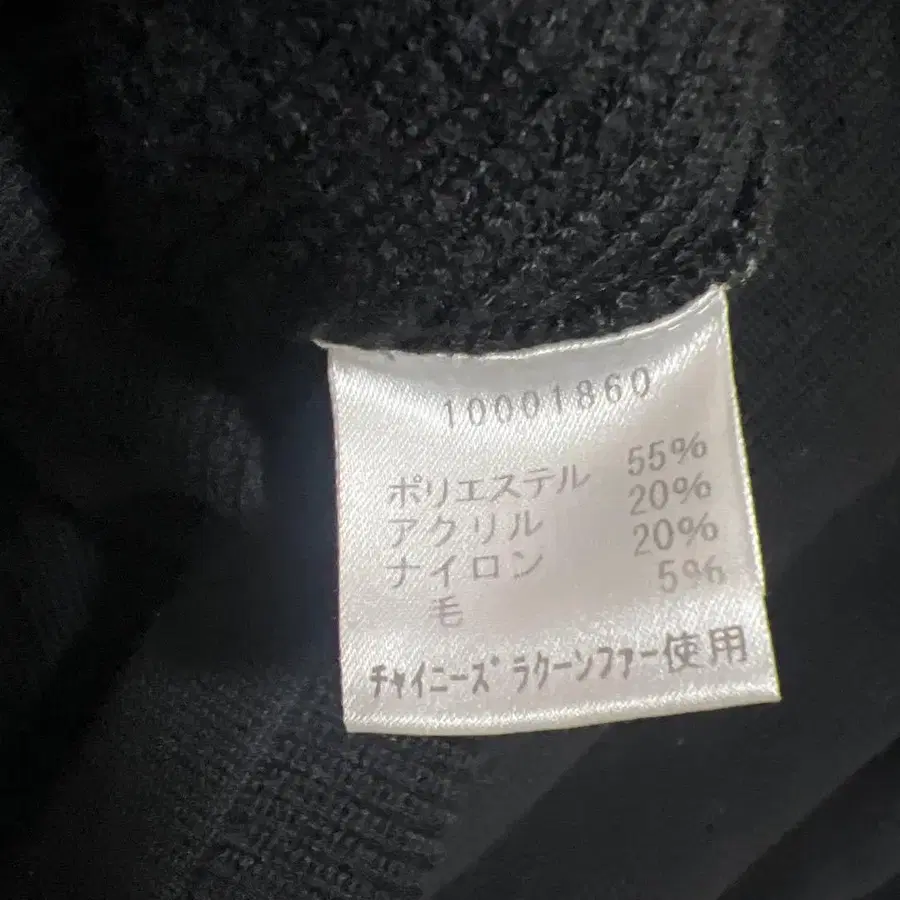 10001860
ポリエステル 55%
アクリル 20%
ナイロン 20%
毛 5%
ﾁｬｲﾆｰｽﾞﾗｸｰﾝﾌｧｰ使用